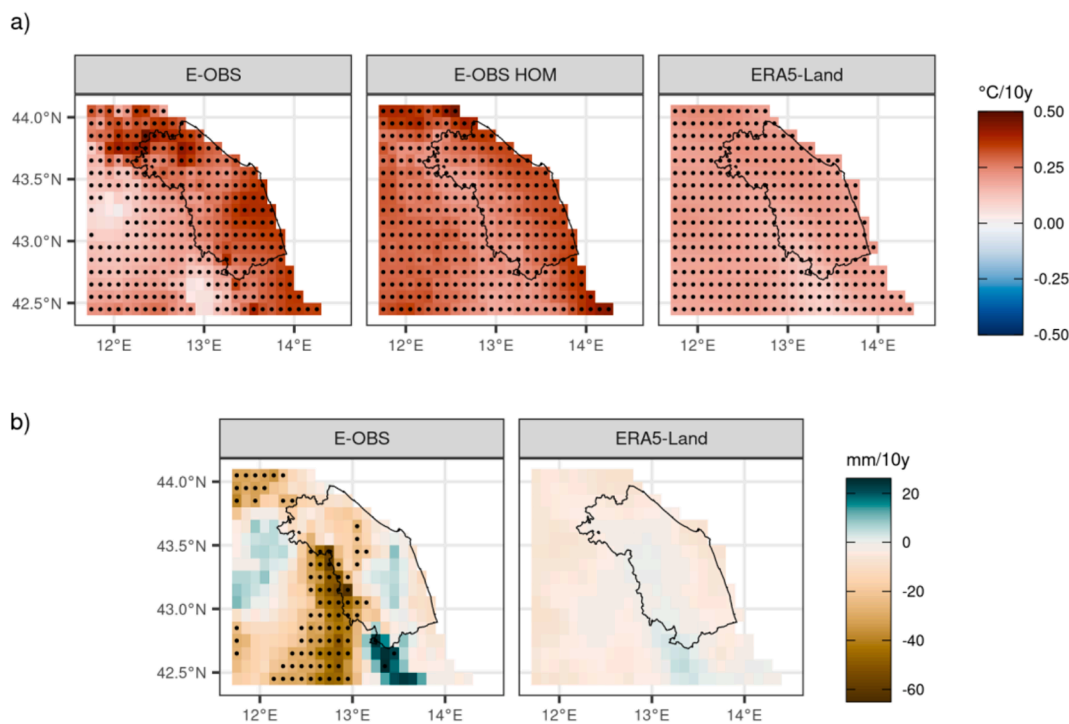 a)
E-OBS
E-OBS HOM
ERA5-Land
°C/10y
0.50
0.25
0.00
-0.25
-0.50
44.0°N
43.5°N
43.0°N
42.5°N
12°E 13°E 14°E
12°E 13°E 14°E
12°E 13°E 14°E
b)
E-OBS
ERA5-Land
mm/10y
20
0
-20
-40
-60
44.0°N
43.5°N
43.0°N
42.5°N
12°E 13°E 14°E
12°E 13°E 14°E